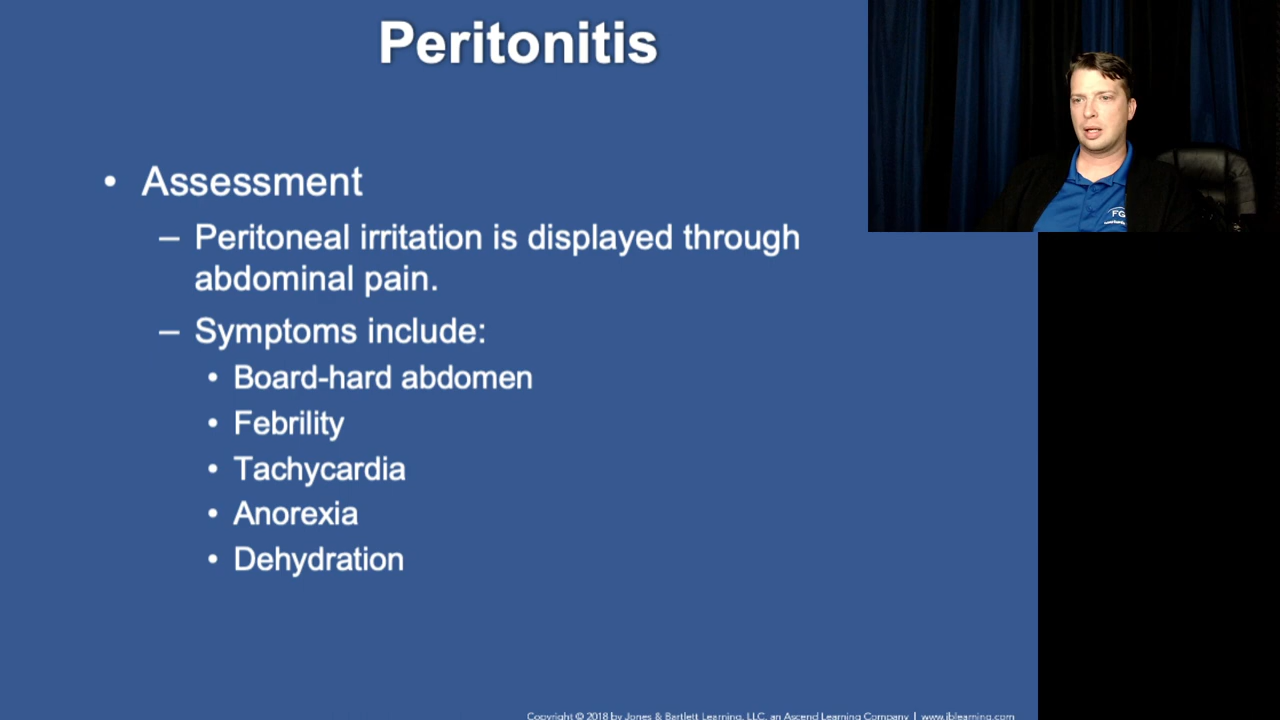 Peritonitis
• Assessment
– Peritoneal irritation is displayed through
abdominal pain.
– Symptoms include:
• Board-hard abdomen
• Febrility
• Tachycardia
• Anorexia
• Dehydration
FG
Copyright © 2018 by Jones & Bartlett Learning, LLC, an Ascend Learning Company | www.jblearning.com